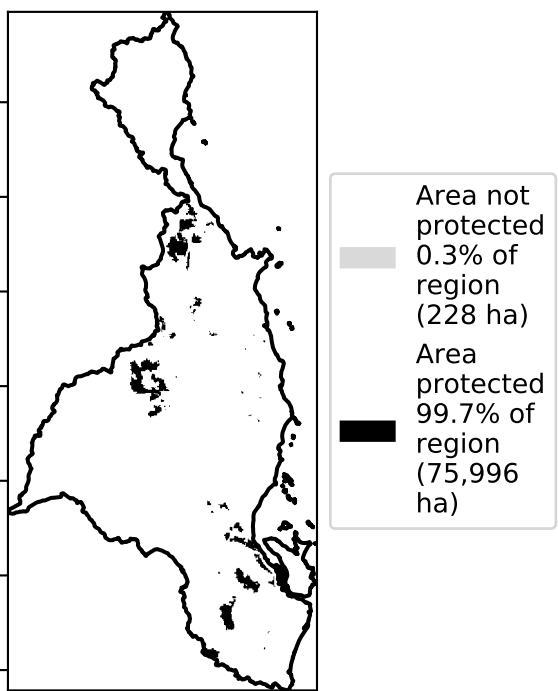 Area not
protected
0.3% of
region
(228 ha)
Area
protected
99.7% of
region
(75,996
ha)